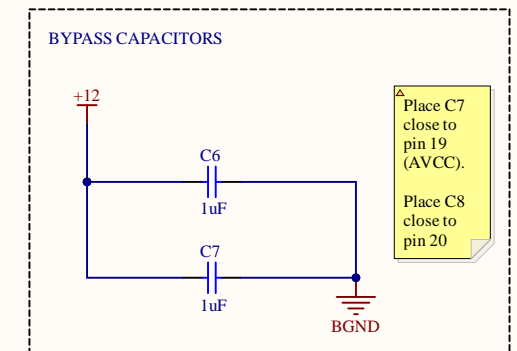 BYPASS CAPACITORS
+12
C6
1uF
C7
1uF
BGND
Place C7
close to
pin 19
(AVCC).
Place C8
close to
pin 20